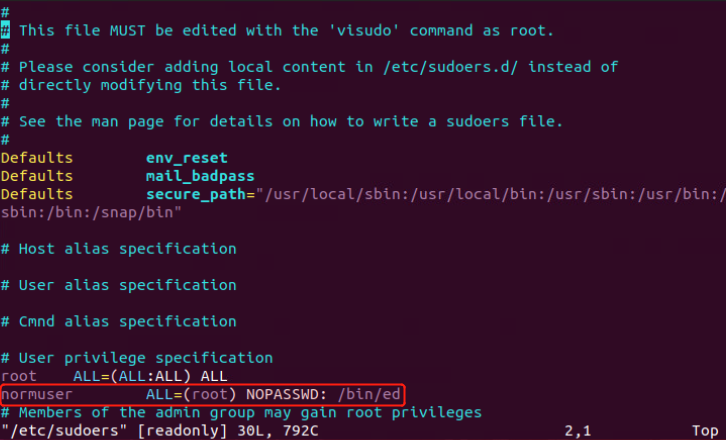 #
# This file MUST be edited with the 'visudo' command as root.
#
# Please consider adding local content in /etc/sudoers.d/ instead of
# directly modifying this file.
#
# See the man page for details on how to write a sudoers file.
#
Defaults        env_reset
Defaults        mail_badpass
Defaults        secure_path="/usr/local/sbin:/usr/local/bin:/usr/sbin:/usr/bin:/
sbin:/bin:/snap/bin"
# Host alias specification
# User alias specification
# Cmnd alias specification
# User privilege specification
root    ALL=(ALL:ALL) ALL
normuser        ALL=(root) NOPASSWD: /bin/ed
# Members of the admin group may gain root privileges
"/etc/sudoers" [readonly] 30L, 792C                           2,1           Top